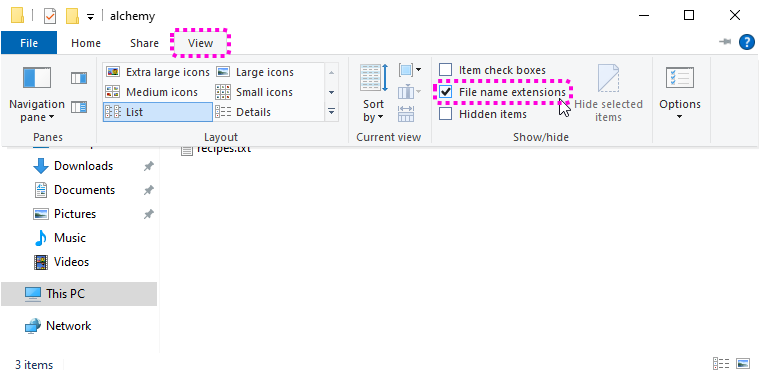 alchemy
File Home Share View
Extra large icons Large icons
Medium icons Small icons
List Details
Navigation pane
Sort by
Item check boxes
File name extensions
Hidden items
Hide selected items
Options
Panes Layout Current view Show/hide
recipes.txt
Downloads
Documents
Pictures
Music
Videos
This PC
Network
3 items